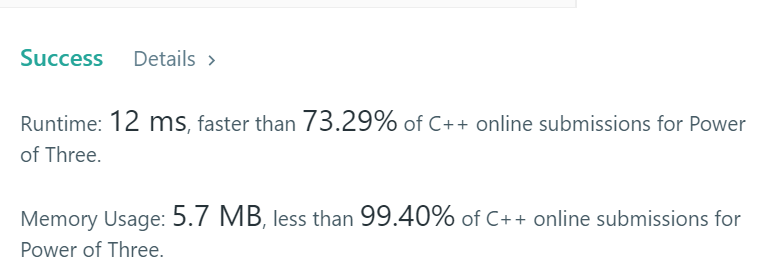 Success Details >
Runtime: 12 ms, faster than 73.29% of C++ online submissions for Power
of Three.
Memory Usage: 5.7 MB, less than 99.40% of C++ online submissions for
Power of Three.